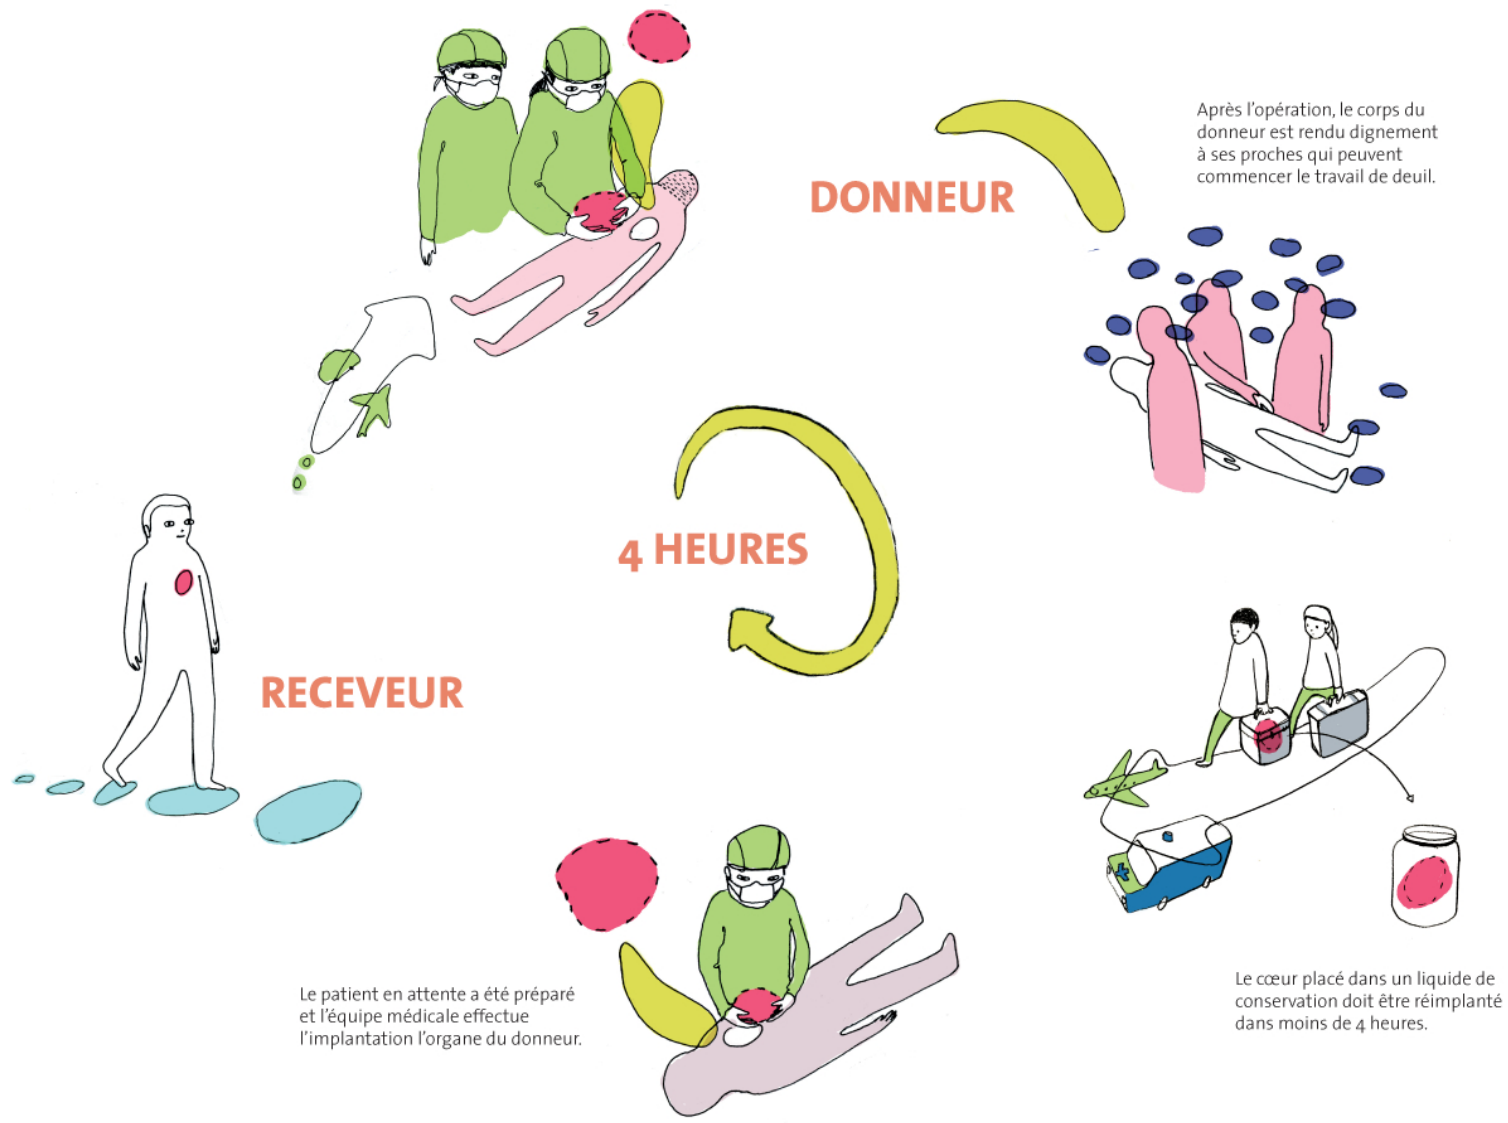 Après l'opération, le corps du
donneur est rendu dignement
à ses proches qui peuvent
commencer le travail de deuil.
DONNEUR
4 HEURES
RECEVEUR
Le cœur placé dans un liquide de
conservation doit être réimplanté
dans moins de 4 heures.
Le patient en attente a été préparé
et l'équipe médicale effectue
l'implantation l'organe du donneur.